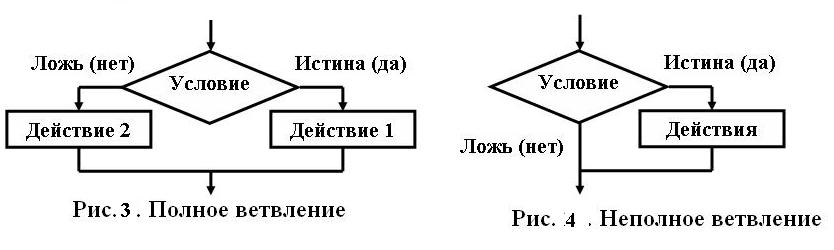 Ложь (нет)
Истина (да)
Условие
Действие 2
Действие 1
Рис.3 . Полное ветвление
Истина (да)
Условие
Действия
Ложь (нет)
Рис. 4 . Неполное ветвление